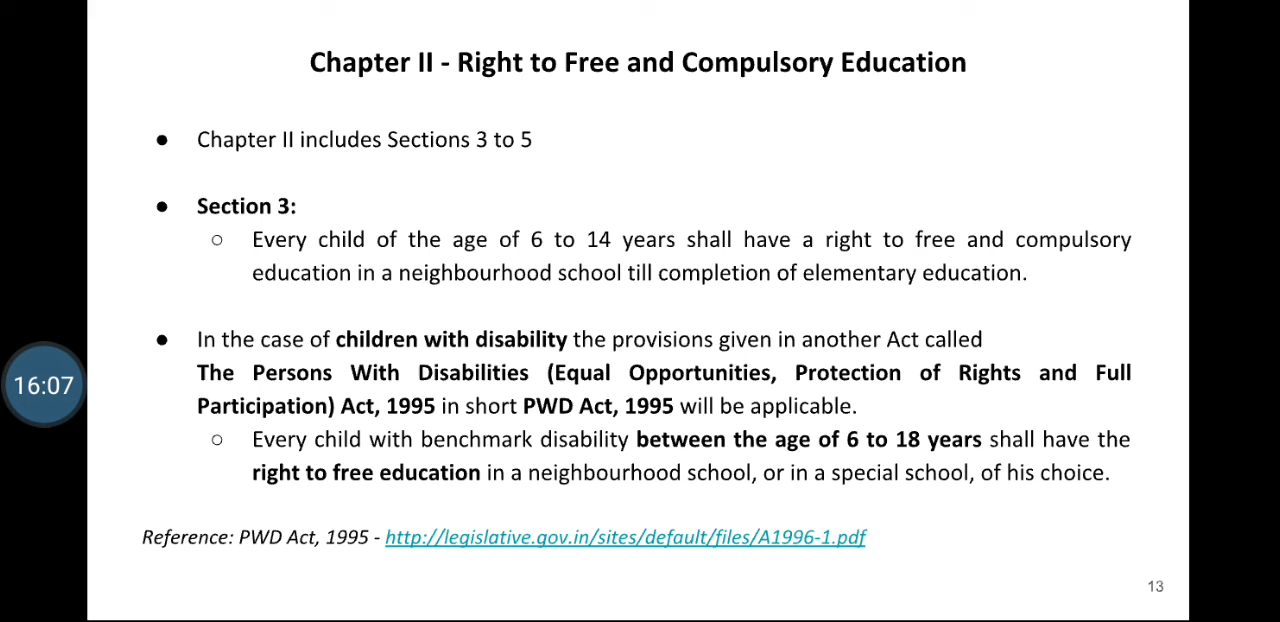 Chapter II - Right to Free and Compulsory Education
● Chapter II includes Sections 3 to 5
● Section 3:
○ Every child of the age of 6 to 14 years shall have a right to free and compulsory
education in a neighbourhood school till completion of elementary education.
● In the case of children with disability the provisions given in another Act called
The Persons With Disabilities (Equal Opportunities, Protection of Rights and Full
Participation) Act, 1995 in short PWD Act, 1995 will be applicable.
16:07
○ Every child with benchmark disability between the age of 6 to 18 years shall have the
right to free education in a neighbourhood school, or in a special school, of his choice.
Reference: PWD Act, 1995 - http://legislative.gov.in/sites/default/files/A1996-1.pdf
13